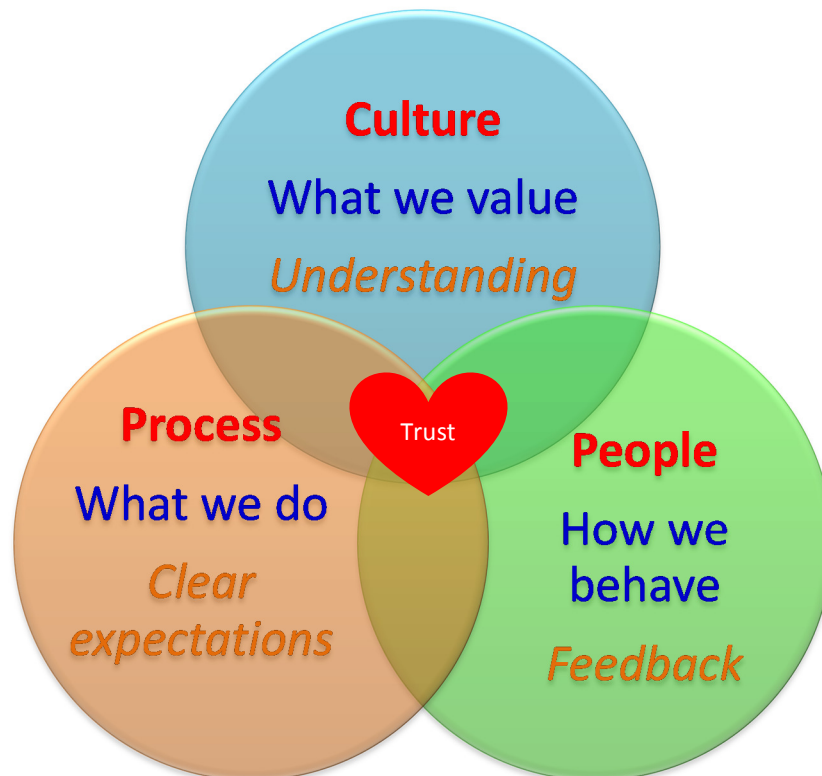 Culture
What we value
Understanding
Trust
Process
What we do
Clear
expectations
People
How we
behave
Feedback